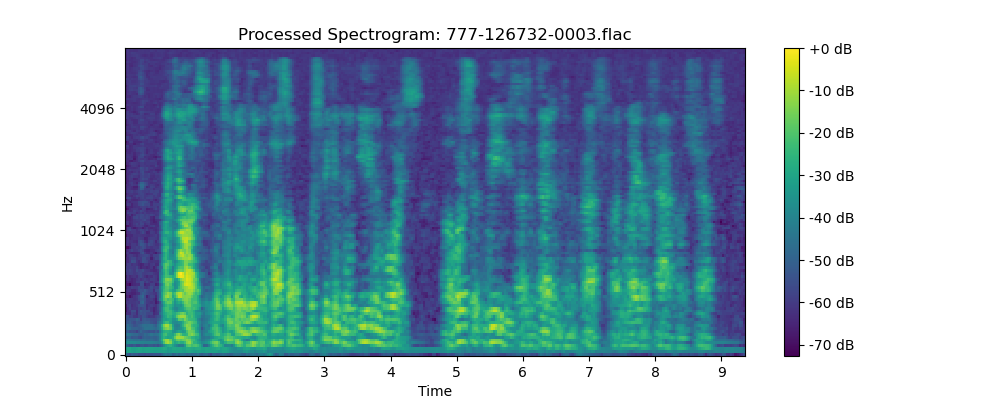 Processed Spectrogram: 777-126732-0003.flac
+0 dB
-10 dB
-20 dB
-30 dB
-40 dB
-50 dB
-60 dB
-70 dB
4096
2048
1024
512
0
Hz
0 1 2 3 4 5 6 7 8 9
Time